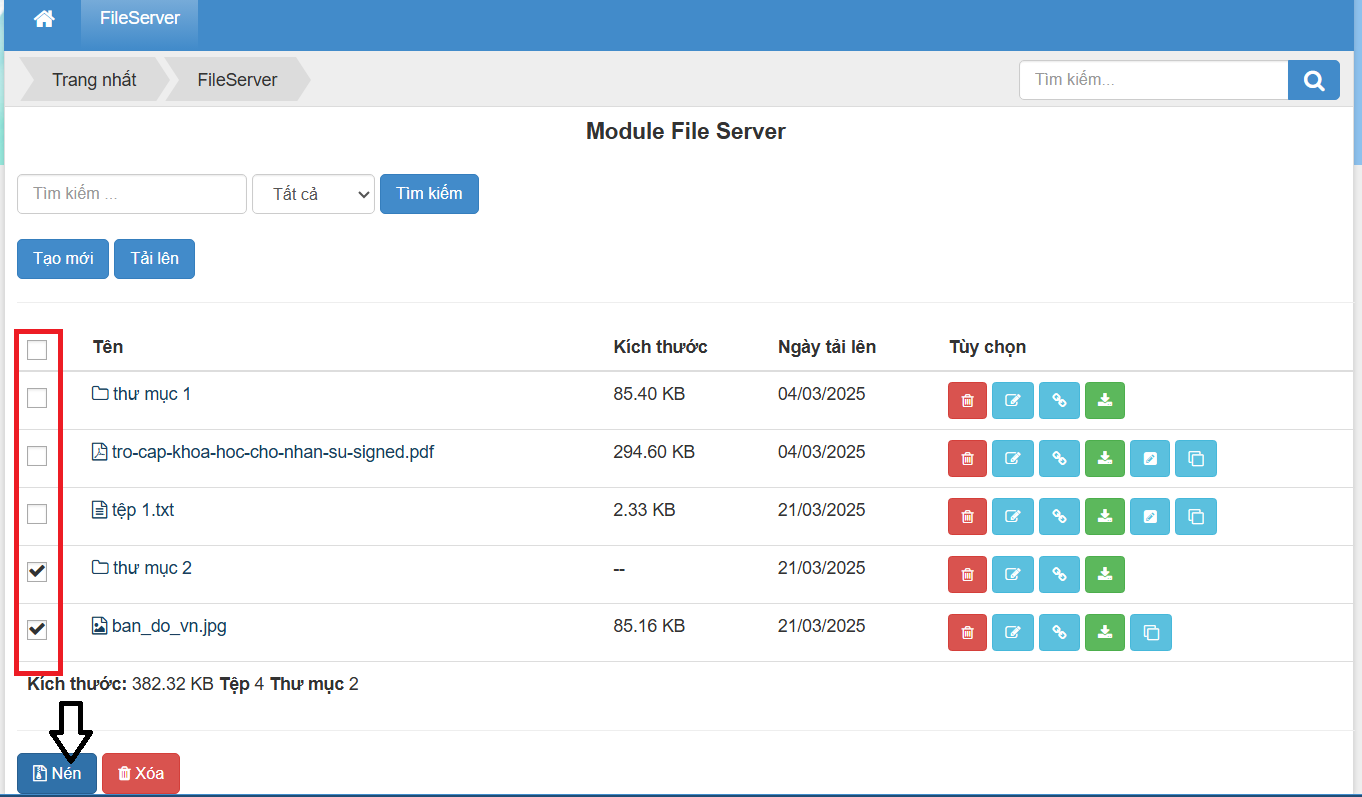 FileServer
Trang nhất FileServer Tìm kiếm...
Module File Server
Tìm kiếm ... Tất cả Tìm kiếm
Tạo mới Tải lên
Tên Kích thước Ngày tải lên Tùy chọn
thư mục 1 85.40 KB 04/03/2025
tro-cap-khoa-hoc-cho-nhan-su-signed.pdf 294.60 KB 04/03/2025
tệp 1.txt 2.33 KB 21/03/2025
thư mục 2 -- 21/03/2025
ban_do_vn.jpg 85.16 KB 21/03/2025
Kích thước: 382.32 KB Tệp 4 Thư mục 2
Nén Xóa